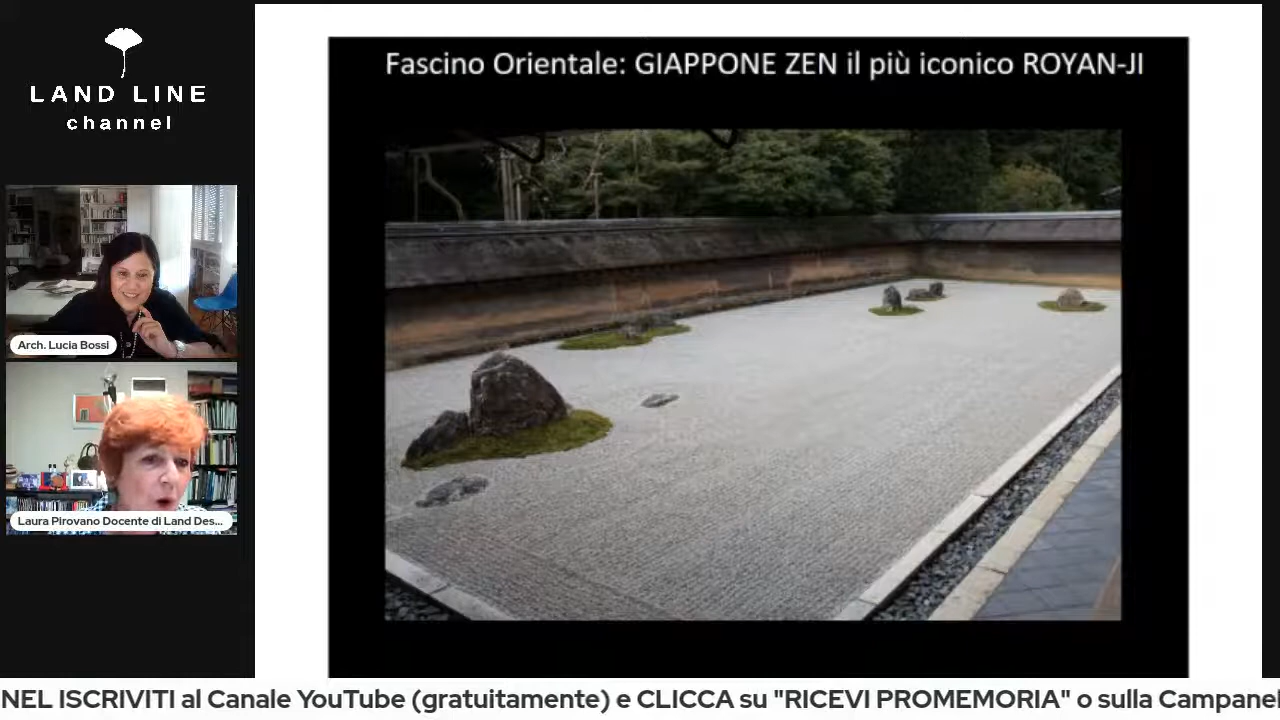 LAND LINE
channel
Fascino Orientale: GIAPPONE ZEN il più iconico ROYAN-JI
Arch. Lucia Bossi
Laura Pirovano Docente di Land Des...
NEL ISCRIVITI al Canale YouTube (gratuitamente) e CLICCA su "RICEVI PROMEMORIA" o sulla Campanel